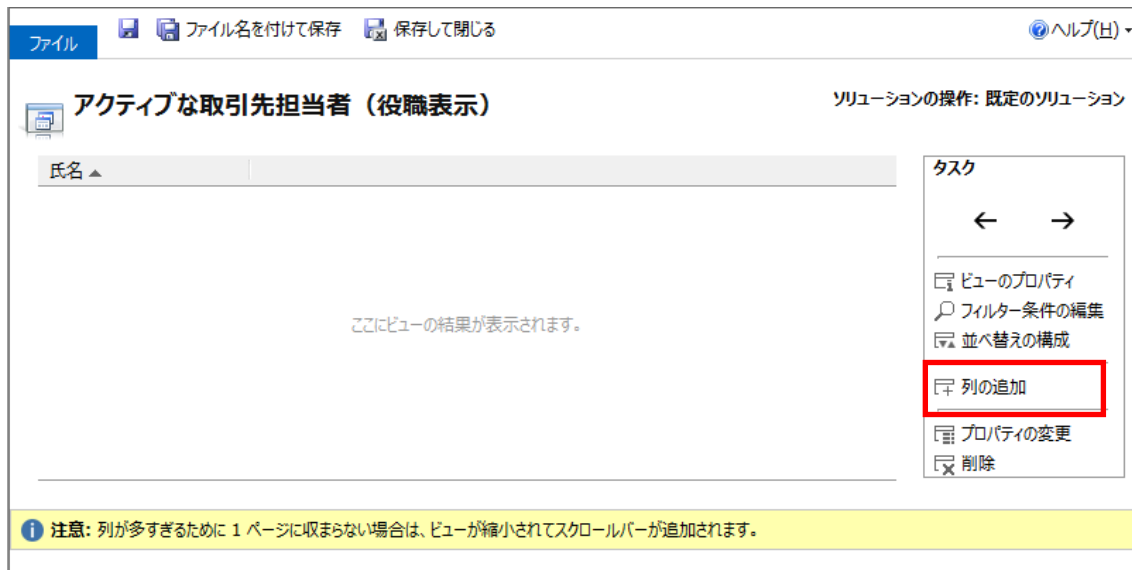 ファイル
ファイル名を付けて保存 保存して閉じる ヘルプ(H)
アクティブな取引先担当者（役職表示）
ソリューションの操作: 既定のソリューション
氏名
ここにビューの結果が表示されます。
タスク
ビューのプロパティ
フィルター条件の編集
並べ替えの構成
列の追加
プロパティの変更
削除
注意: 列が多すぎるために 1 ページに収まらない場合は、ビューが縮小されてスクロールバーが追加されます。